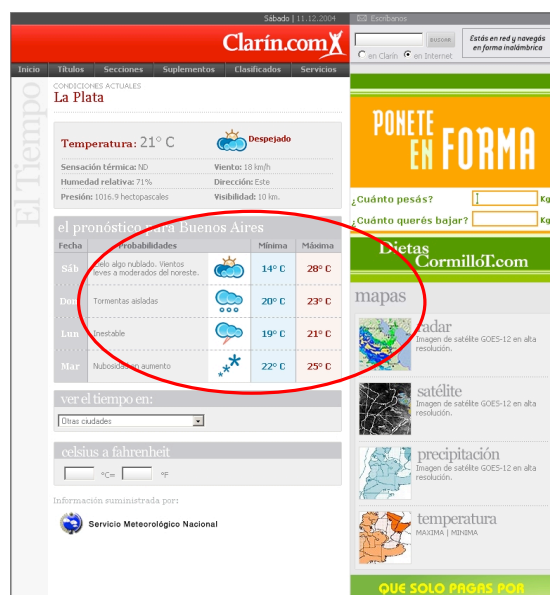 Sábado | 11.12.2004
Escríbanos
Clarín.com
BUSCAR
en Clarín en Internet
Estás en red y navegás
en forma inalámbrica
Inicio Títulos Secciones Suplementos Clasificados Servicios
El Tiempo
CONDICIONES ACTUALES
La Plata
Temperatura: 21° C
Despejado
Sensación térmica: ND
Viento: 18 km/h
Humedad relativa: 71%
Dirección: Este
Presión: 1016.9 hectopascales
Visibilidad: 10 km.
el pronóstico para Buenos Aires
Fecha Probabilidades Mínima Máxima
Sáb
Cielo algo nublado. Vientos
leves a moderados del noreste.
14° C 28° C
Dom Tormentas aisladas 20° C 23° C
Lun Inestable 19° C 21° C
Mar Nubosidad en aumento 22° C 25° C
ver el tiempo en:
Otras ciudades
celsius a fahrenheit
°C= °F
Información suministrada por:
Servicio Meteorológico Nacional
PONETE
EN FORMA
¿Cuánto pesás? Kg
¿Cuánto querés bajar? Kg
Dietas
Cormillot.com
mapas
radar
Imagen de satélite GOES-12 en alta
resolución.
satélite
Imagen de satélite GOES-12 en alta
resolución.
precipitación
Imagen de satélite GOES-12 en alta
resolución.
temperatura
MAXIMA | MINIMA
QUE SOLO PAGAS POR